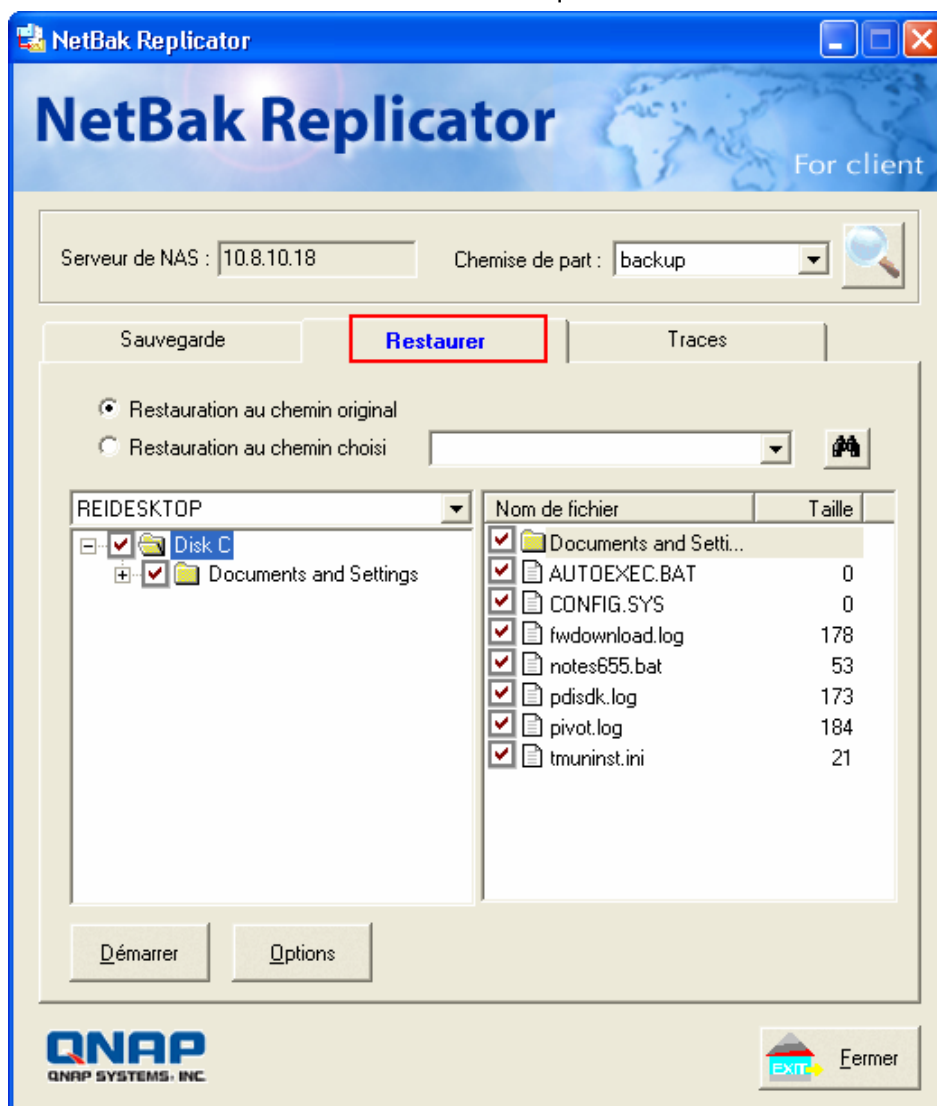 NetBak Replicator
NetBak Replicator
For client
Serveur de NAS : 10.8.10.18 Chemise de part : backup
Sauvegarde Restaurer Traces
Restauration au chemin original
Restauration au chemin choisi
REIDESKTOP
Disk C
Documents and Settings
Nom de fichier Taille
Documents and Setti...
AUTOEXEC.BAT 0
CONFIG.SYS 0
fwdownload.log 178
notes655.bat 53
pdisdk.log 173
pivot.log 184
tmuninst.ini 21
Démarrer Options
QNAP
QNAP SYSTEMS, INC
EXIT Fermer